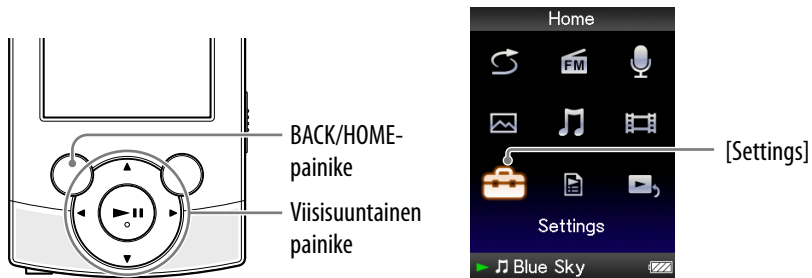 BACK/HOME-
painike
Viisisuuntainen
painike
Home
FM
Settings
Blue Sky
[Settings]